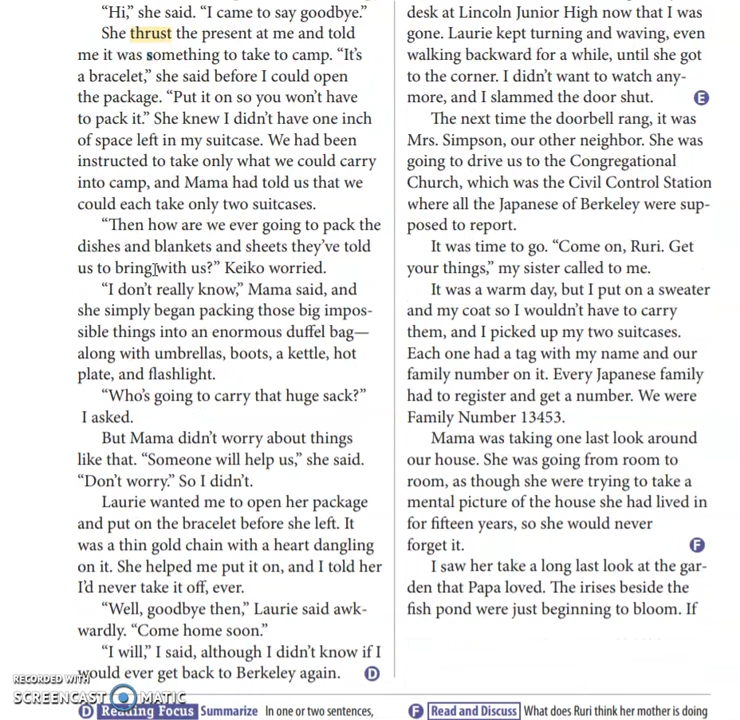 “Hi,” she said. “I came to say goodbye.”
She thrust the present at me and told
me it was something to take to camp. “It’s
a bracelet,” she said before I could open
the package. “Put it on so you won’t have
to pack it.” She knew I didn’t have one inch
of space left in my suitcase. We had been
instructed to take only what we could carry
into camp, and Mama had told us that we
could each take only two suitcases.
“Then how are we ever going to pack the
dishes and blankets and sheets they’ve told
us to bring with us?” Keiko worried.
“I don’t really know,” Mama said, and
she simply began packing those big impos-
sible things into an enormous duffel bag—
along with umbrellas, boots, a kettle, hot
plate, and flashlight.
“Who’s going to carry that huge sack?”
I asked.
But Mama didn’t worry about things
like that. “Someone will help us,” she said.
“Don’t worry.” So I didn’t.
Laurie wanted me to open her package
and put on the bracelet before she left. It
was a thin gold chain with a heart dangling
on it. She helped me put it on, and I told her
I’d never take it off, ever.
“Well, goodbye then,” Laurie said awk-
wardly. “Come home soon.”
“I will,” I said, although I didn’t know if I
would ever get back to Berkeley again. D
D Reading Focus Summarize In one or two sentences,
desk at Lincoln Junior High now that I was
gone. Laurie kept turning and waving, even
walking backward for a while, until she got
to the corner. I didn’t want to watch any-
more, and I slammed the door shut. E
The next time the doorbell rang, it was
Mrs. Simpson, our other neighbor. She was
going to drive us to the Congregational
Church, which was the Civil Control Station
where all the Japanese of Berkeley were sup-
posed to report.
It was time to go. “Come on, Ruri. Get
your things,” my sister called to me.
It was a warm day, but I put on a sweater
and my coat so I wouldn’t have to carry
them, and I picked up my two suitcases.
Each one had a tag with my name and our
family number on it. Every Japanese family
had to register and get a number. We were
Family Number 13453.
Mama was taking one last look around
our house. She was going from room to
room, as though she were trying to take a
mental picture of the house she had lived in
for fifteen years, so she would never
forget it. F
I saw her take a long last look at the gar-
den that Papa loved. The irises beside the
fish pond were just beginning to bloom. If
F Read and Discuss What does Ruri think her mother is doing
RECORDED WITH
SCREENCAST MATIC